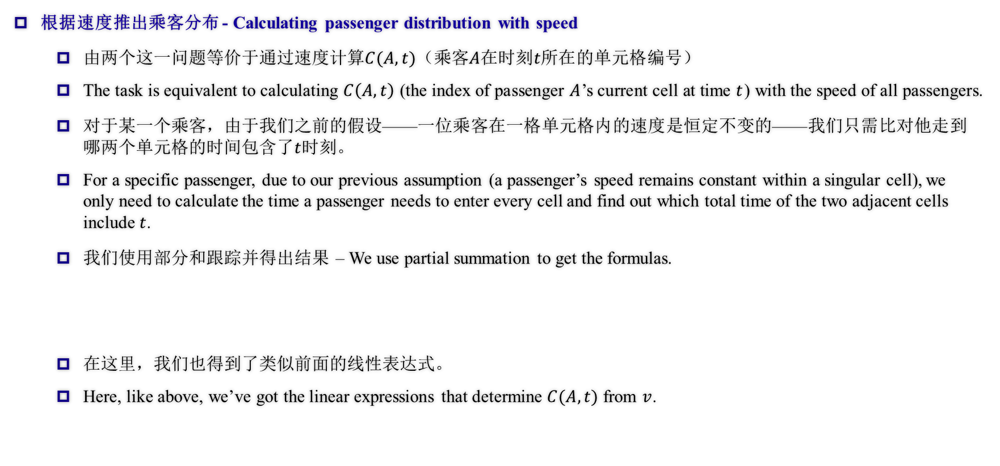 根据速度推出乘客分布 - Calculating passenger distribution with speed
由两个这一问题等价于通过速度计算C(A, t)（乘客A在时刻t所在的单元格编号）
The task is equivalent to calculating C(A, t) (the index of passenger A’s current cell at time t) with the speed of all passengers.
对于某一个乘客，由于我们之前的假设——一位乘客在一格单元格内的速度是恒定不变的——我们只需比对他走到
哪两个单元格的时间包含了t时刻。
For a specific passenger, due to our previous assumption (a passenger’s speed remains constant within a singular cell), we
only need to calculate the time a passenger needs to enter every cell and find out which total time of the two adjacent cells
include t.
我们使用部分和跟踪并得出结果 – We use partial summation to get the formulas.
在这里，我们也得到了类似前面的线性表达式。
Here, like above, we’ve got the linear expressions that determine C(A, t) from v.